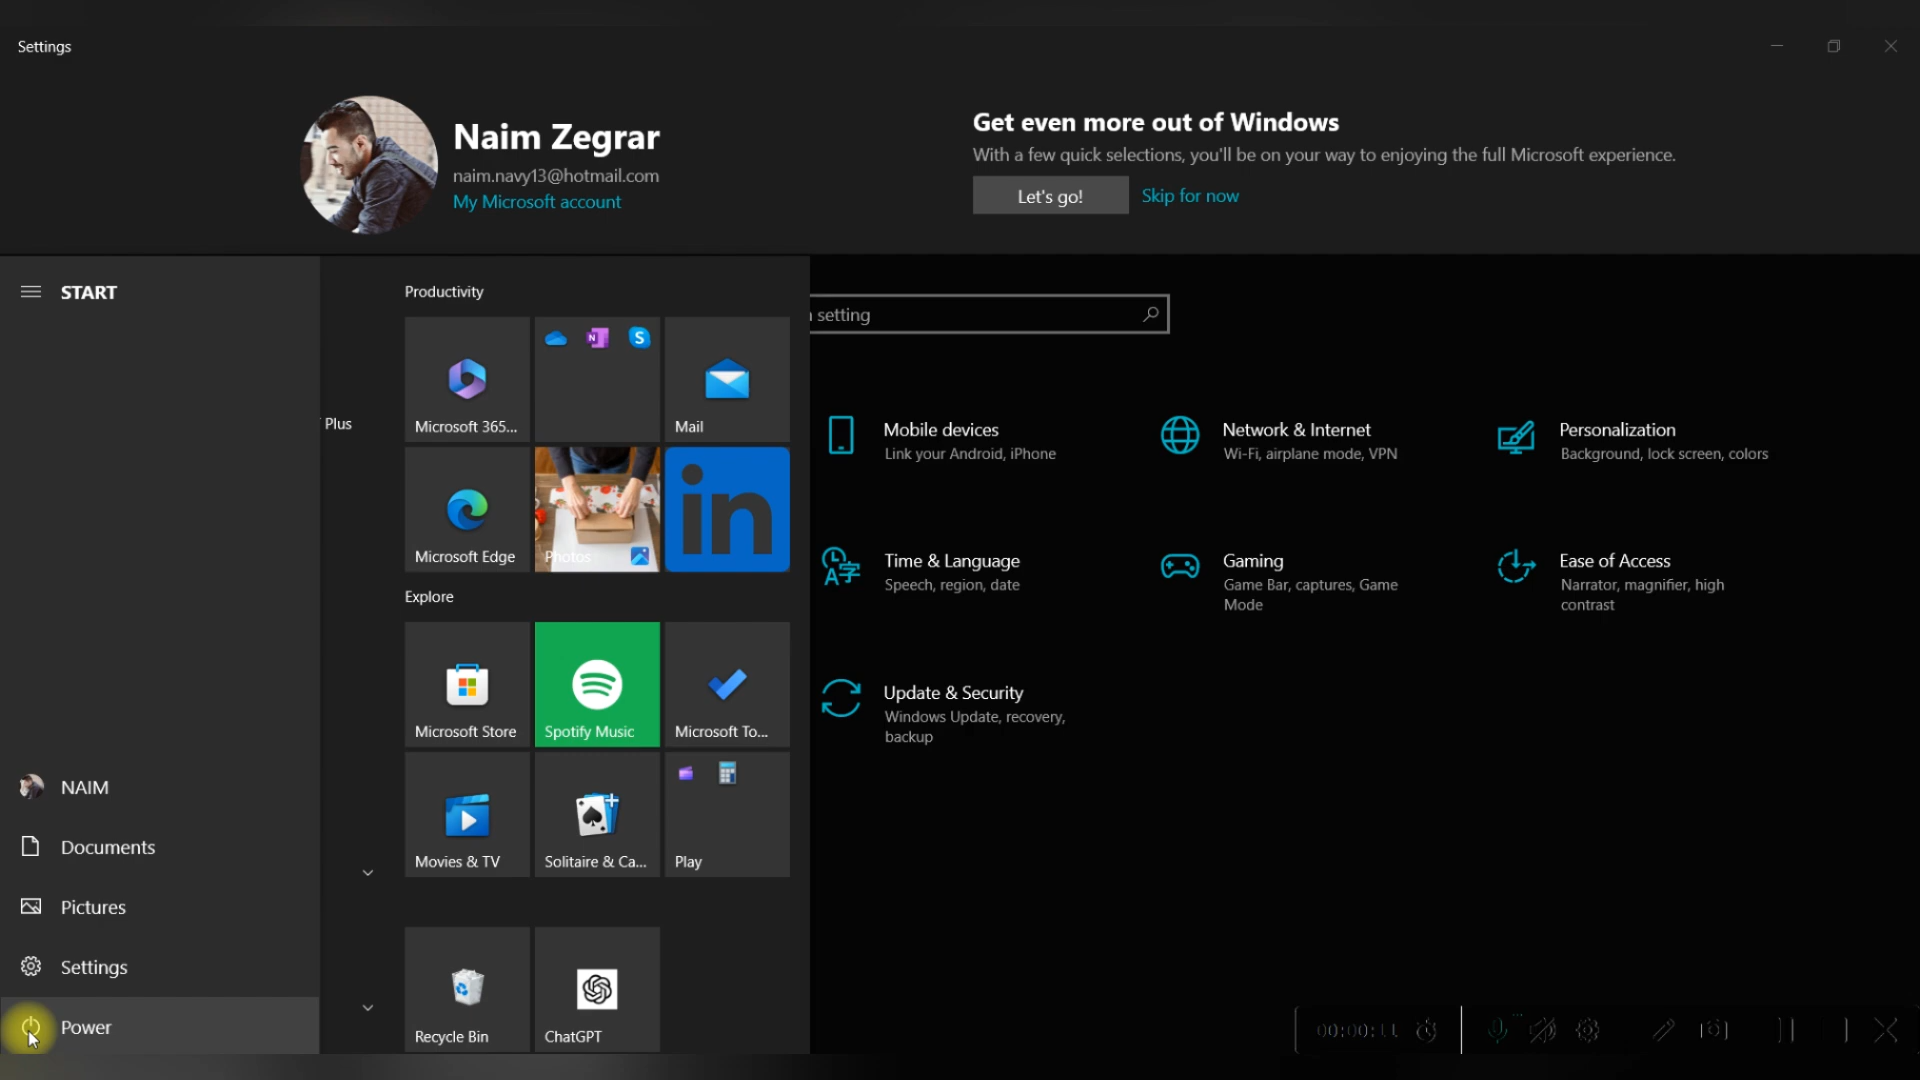 Settings
Naim Zegrar
naim.navy13@hotmail.com
My Microsoft account
Get even more out of Windows
With a few quick selections, you'll be on your way to enjoying the full Microsoft experience.
Let's go!
Skip for now
START
NAIM
Documents
Pictures
Settings
Power
Plus
Productivity
Microsoft 365...
Mail
Microsoft Edge
Photos
in
Explore
Microsoft Store
Spotify Music
Microsoft To...
Movies & TV
Solitaire & Ca...
Play
Recycle Bin
ChatGPT
setting
Mobile devices
Link your Android, iPhone
Network & Internet
Wi-Fi, airplane mode, VPN
Personalization
Background, lock screen, colors
Time & Language
Speech, region, date
Gaming
Game Bar, captures, Game
Mode
Ease of Access
Narrator, magnifier, high
contrast
Update & Security
Windows Update, recovery,
backup
00:00:11